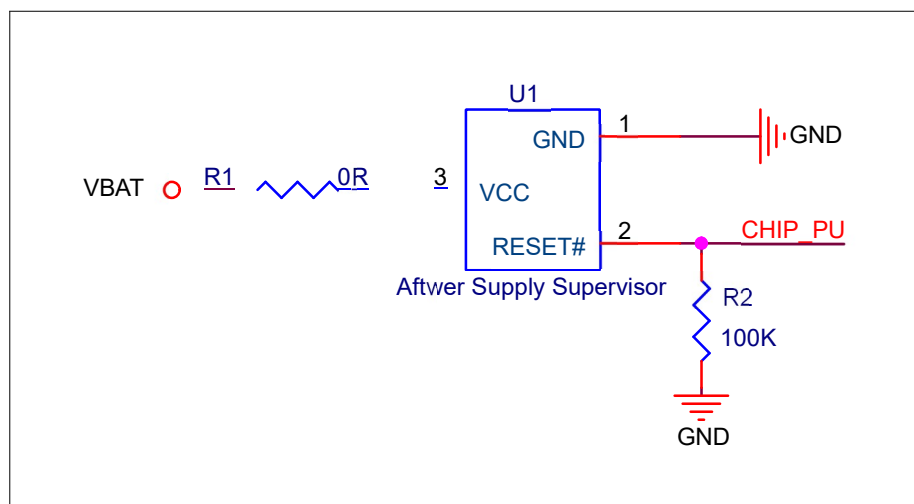 U1
1
GND
GND
VBAT
R1
0R
3
VCC
2
CHIP_PU
RESET#
Aftwer Supply Supervisor
R2
100K
GND